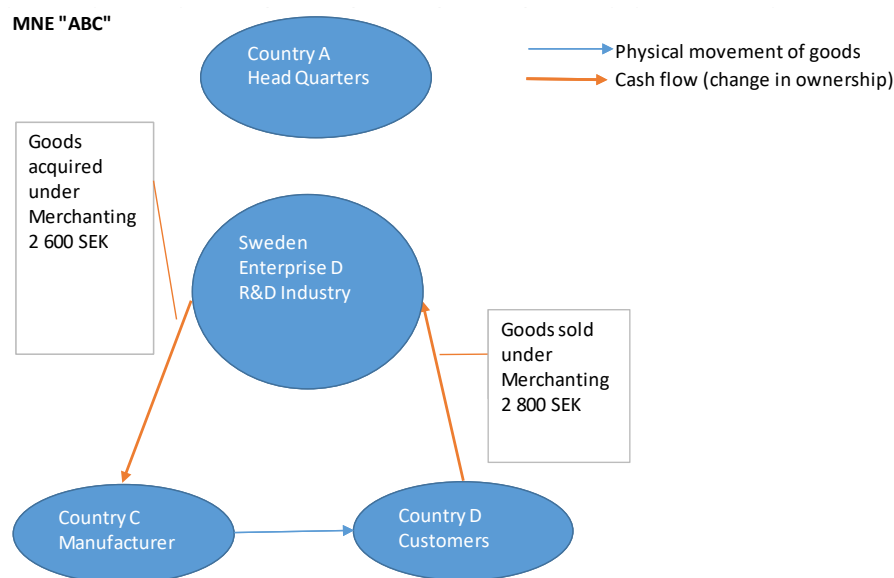 MNE "ABC"
Country A
Head Quarters
Physical movement of goods
Cash flow (change in ownership)
Goods
acquired
under
Merchanting
2 600 SEK
Sweden
Enterprise D
R&D Industry
Goods sold
under
Merchanting
2 800 SEK
Country C
Manufacturer
Country D
Customers